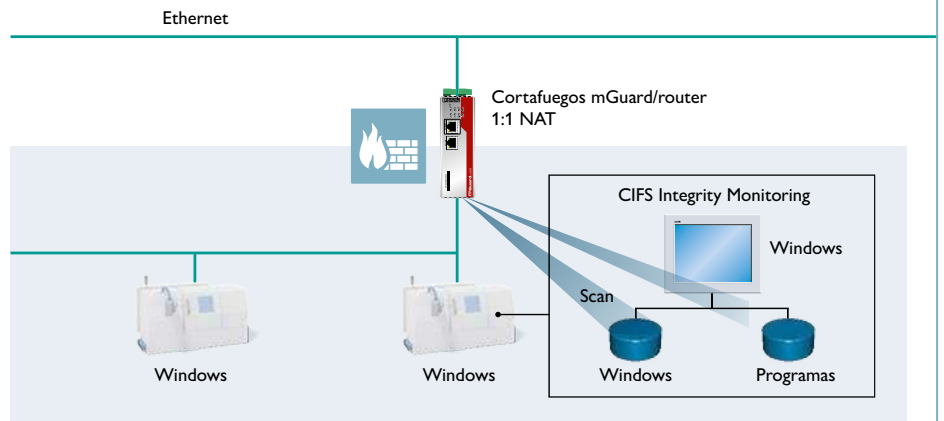 Ethernet
Cortafuegos mGuard/router
1:1 NAT
CIFS Integrity Monitoring
Windows
Scan
Windows
Windows
Windows
Programas